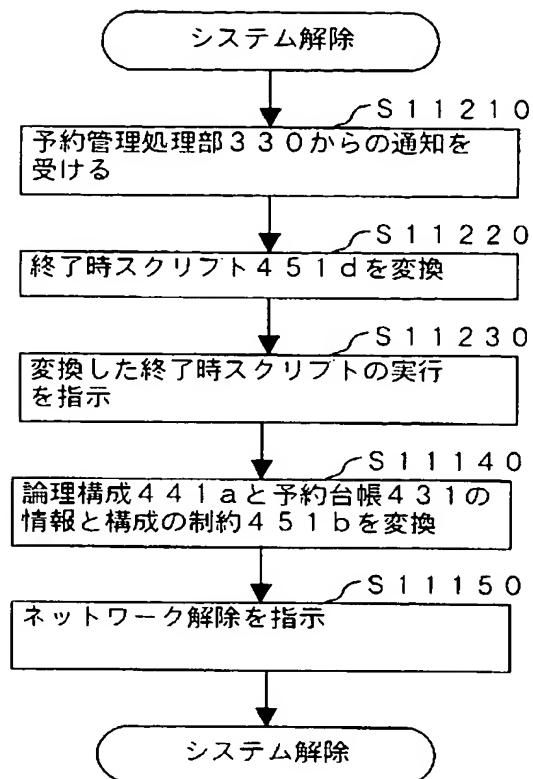 システム解除
S11210
予約管理処理部330からの通知を
受ける
S11220
終了時スクリプト451dを変換
S11230
変換した終了時スクリプトの実行
を指示
S11140
論理構成441aと予約台帳431の
情報と構成の制約451bを変換
S11150
ネットワーク解除を指示
システム解除